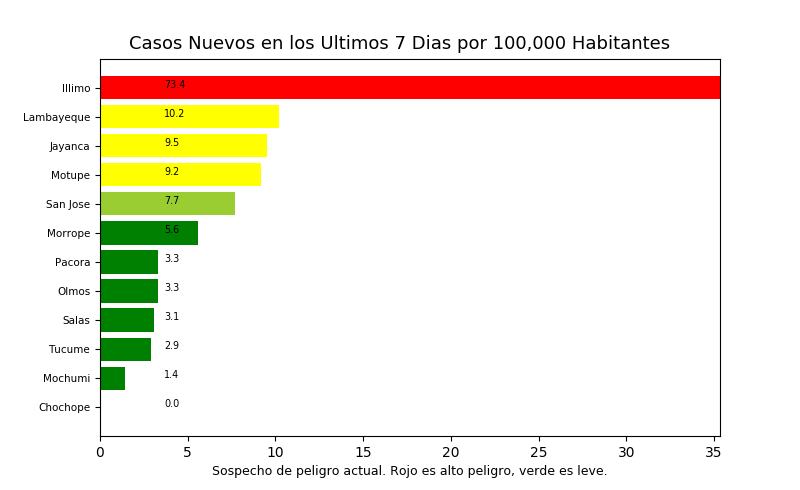 Casos Nuevos en los Ultimos 7 Dias por 100,000 Habitantes
Illimo 73.4
Lambayeque 10.2
Jayanca 9.5
Motupe 9.2
San Jose 7.7
Morrope 5.6
Pacora 3.3
Olmos 3.3
Salas 3.1
Tucume 2.9
Mochumi 1.4
Chochope 0.0
0 5 10 15 20 25 30 35
Sospecho de peligro actual. Rojo es alto peligro, verde es leve.